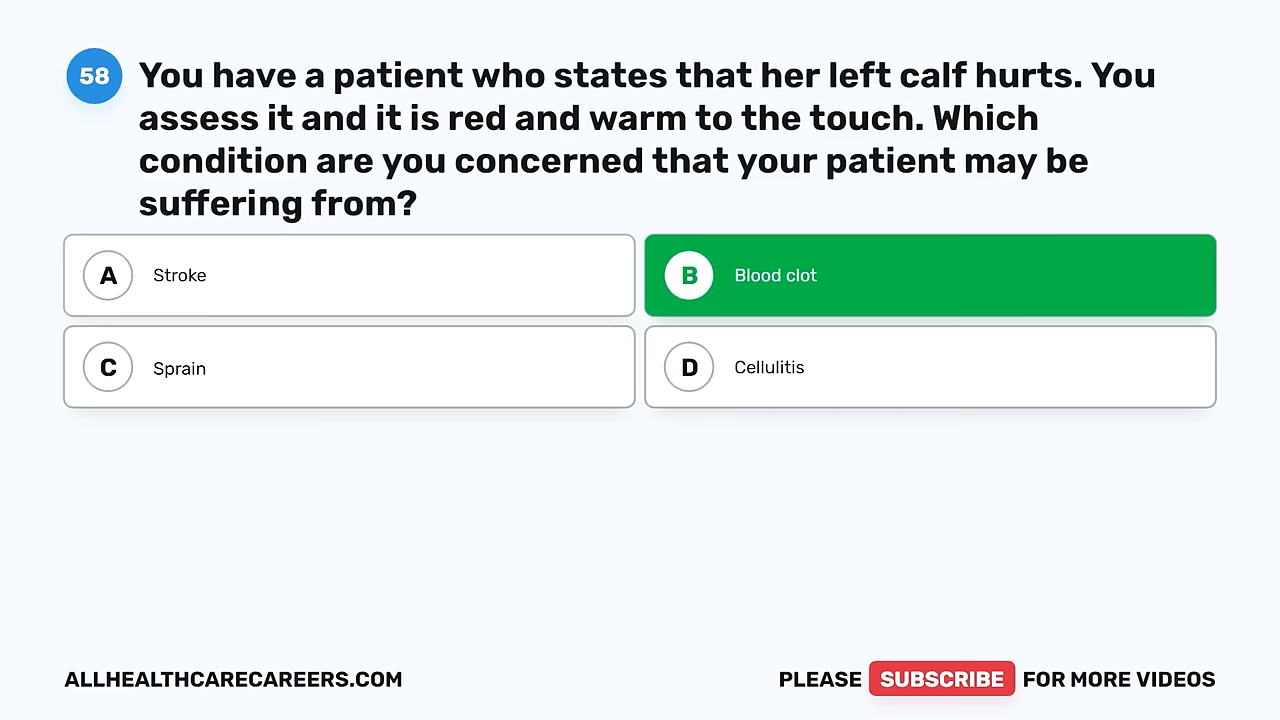 58
You have a patient who states that her left calf hurts. You
assess it and it is red and warm to the touch. Which
condition are you concerned that your patient may be
suffering from?
A Stroke
B Blood clot
C Sprain
D Cellulitis
ALLHEALTHCARECAREERS.COM
PLEASE SUBSCRIBE FOR MORE VIDEOS